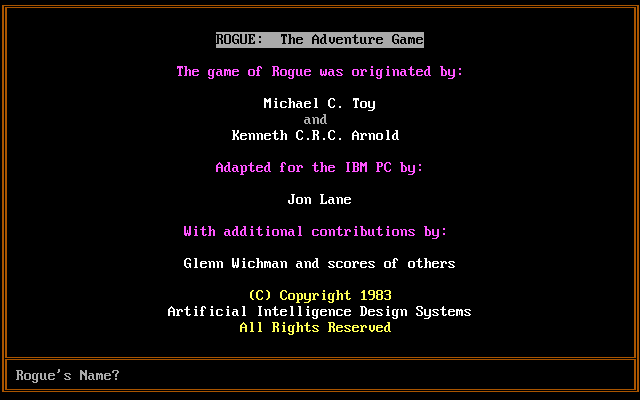 ROGUE:  The Adventure Game
The game of Rogue was originated by:
Michael C. Toy
and
Kenneth C.R.C. Arnold
Adapted for the IBM PC by:
Jon Lane
With additional contributions by:
Glenn Wichman and scores of others
(C) Copyright 1983
Artificial Intelligence Design Systems
All Rights Reserved
Rogue's Name?